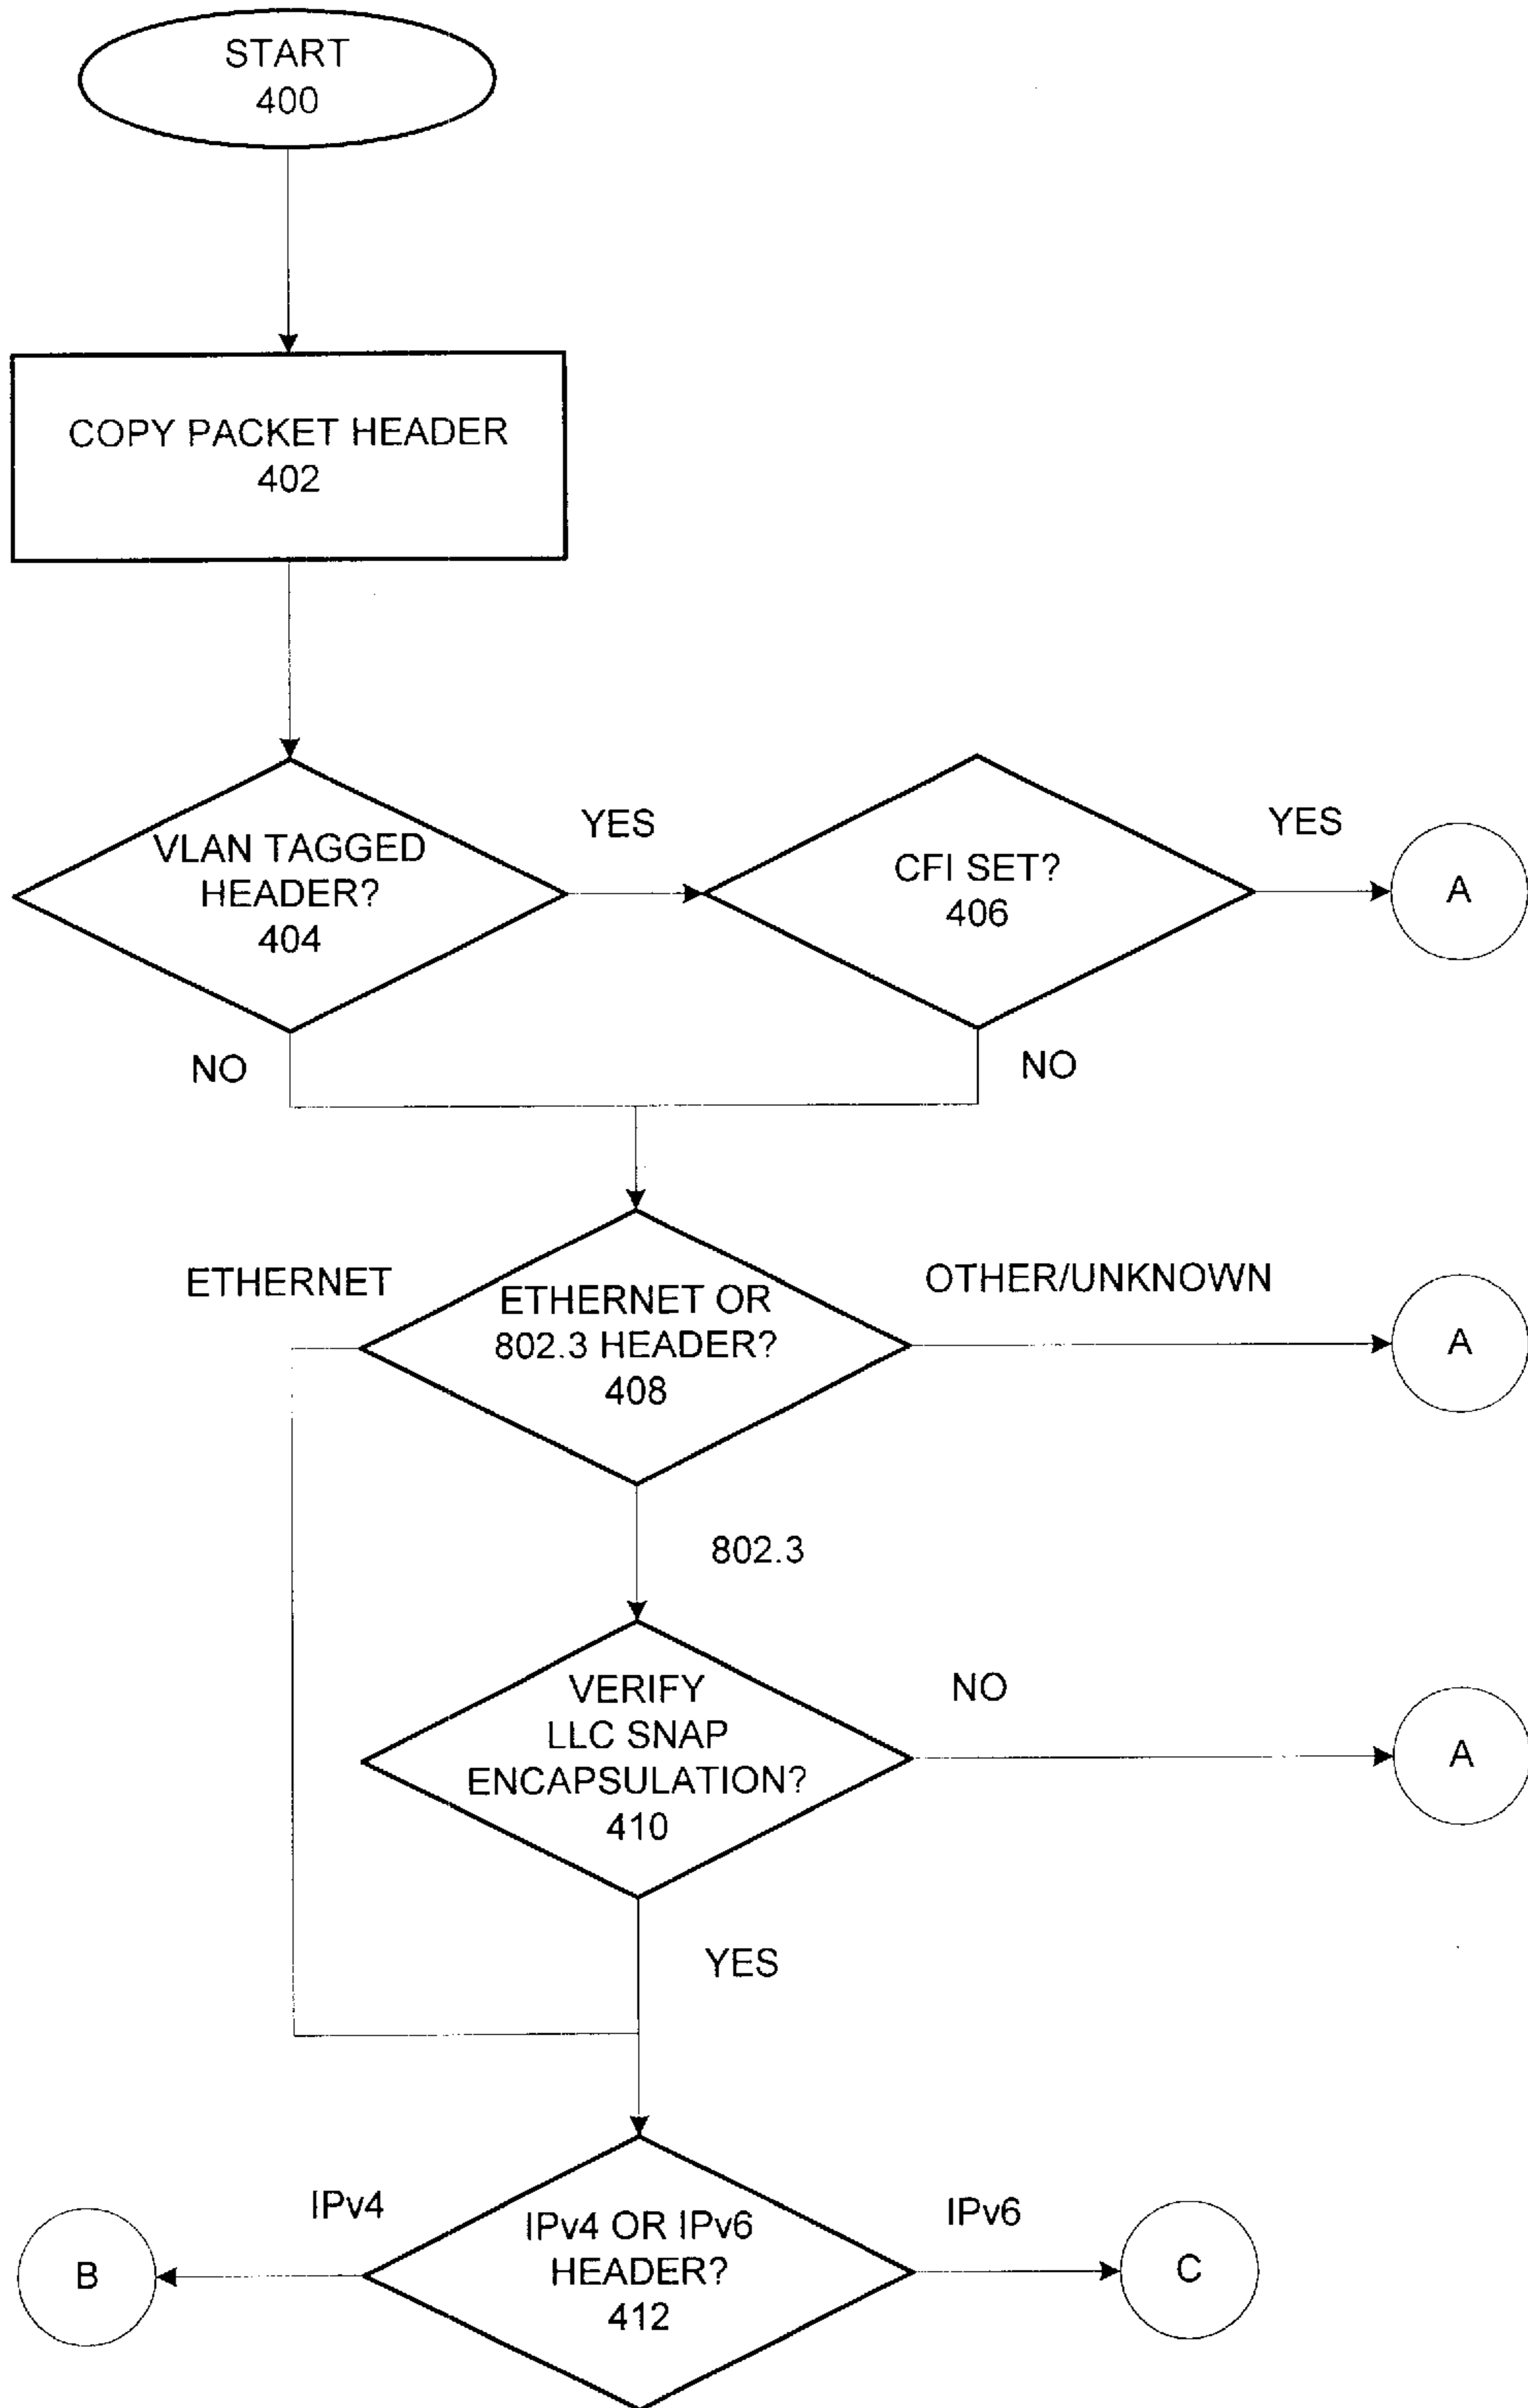 START
400
COPY PACKET HEADER
402
VLAN TAGGED
HEADER?
404
YES
CFI SET?
406
YES
A
NO
NO
ETHERNET
ETHERNET OR
802.3 HEADER?
408
OTHER/UNKNOWN
A
802.3
VERIFY
LLC SNAP
ENCAPSULATION?
410
NO
A
YES
IPv4
IPv4 OR IPv6
HEADER?
412
IPv6
B
C